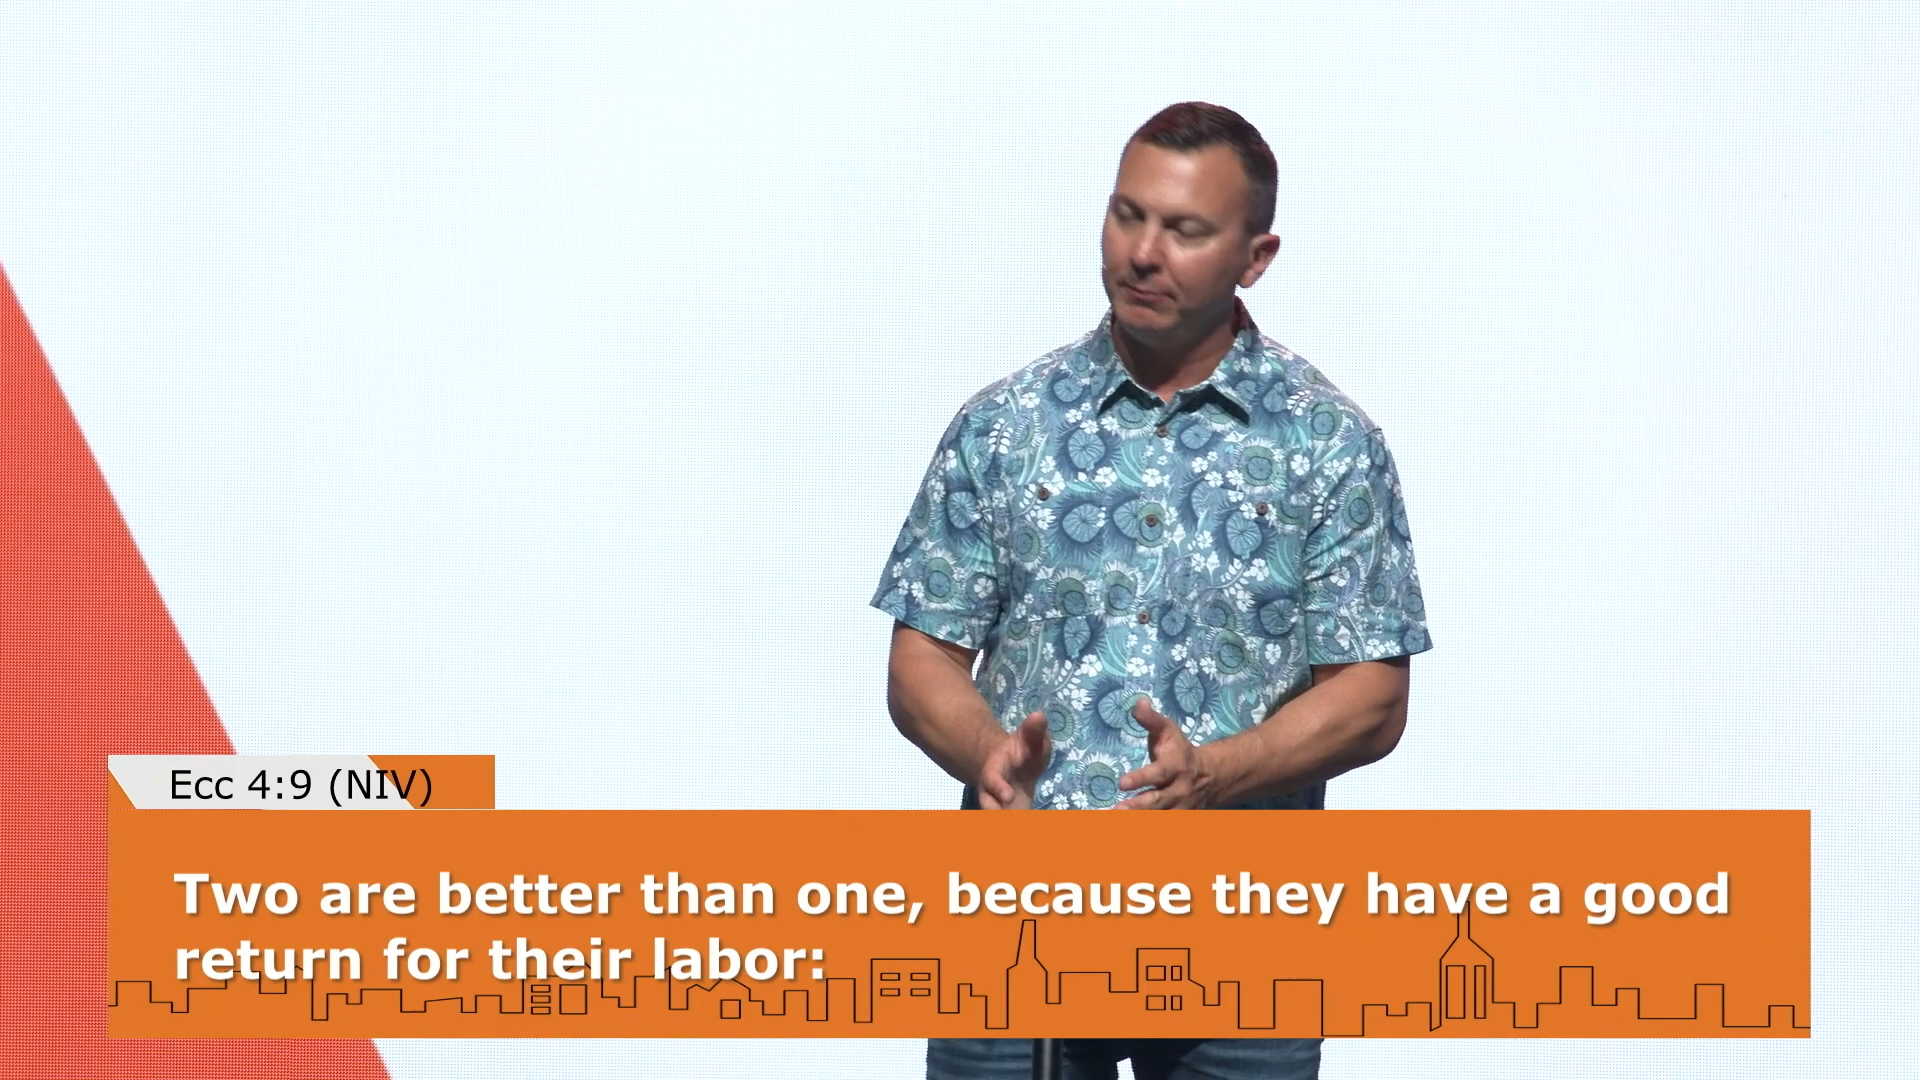 Ecc 4:9 (NIV)
Two are better than one, because they have a good
return for their labor: